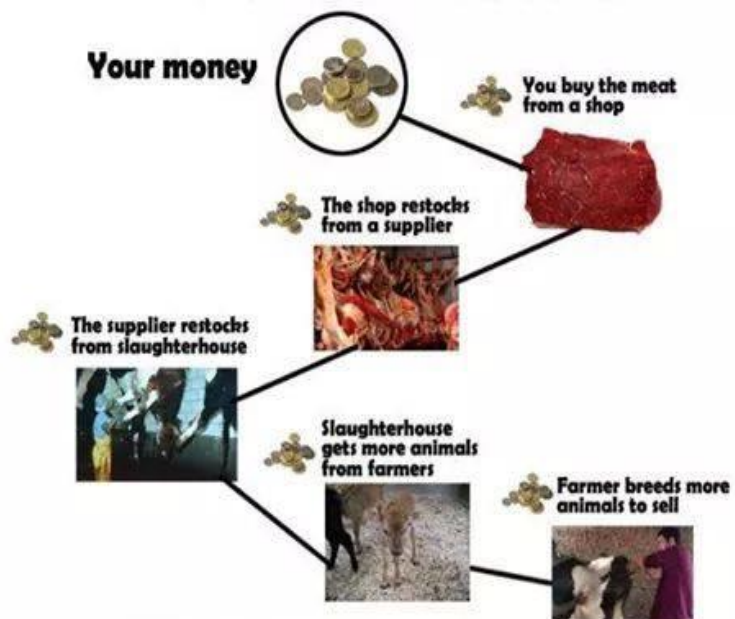 Your money
You buy the meat
from a shop
The shop restocks
from a supplier
The supplier restocks
from slaughterhouse
Slaughterhouse
gets more animals
from farmers
Farmer breeds more
animals to sell